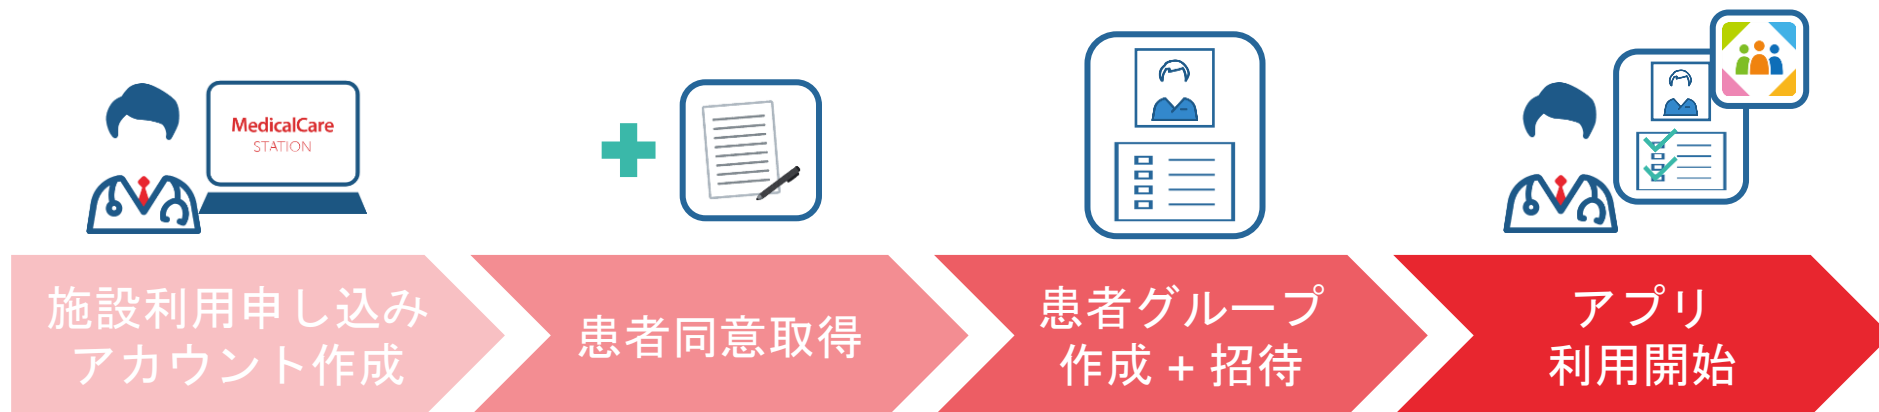 MedicalCare
STATION
施設利用申し込み
アカウント作成
患者同意取得
患者グループ
作成 + 招待
アプリ
利用開始